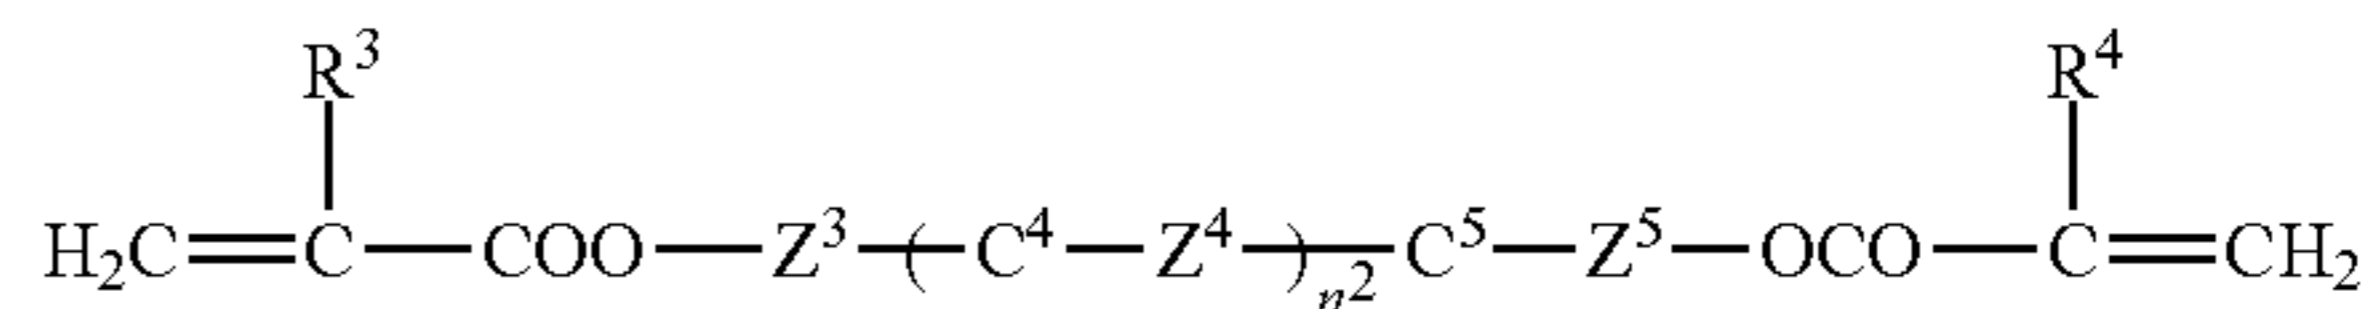 R³ R⁴
H₂C=C—COO—Z³—(C⁴—Z⁴)n²—C⁵—Z⁵—OCO—C=CH₂